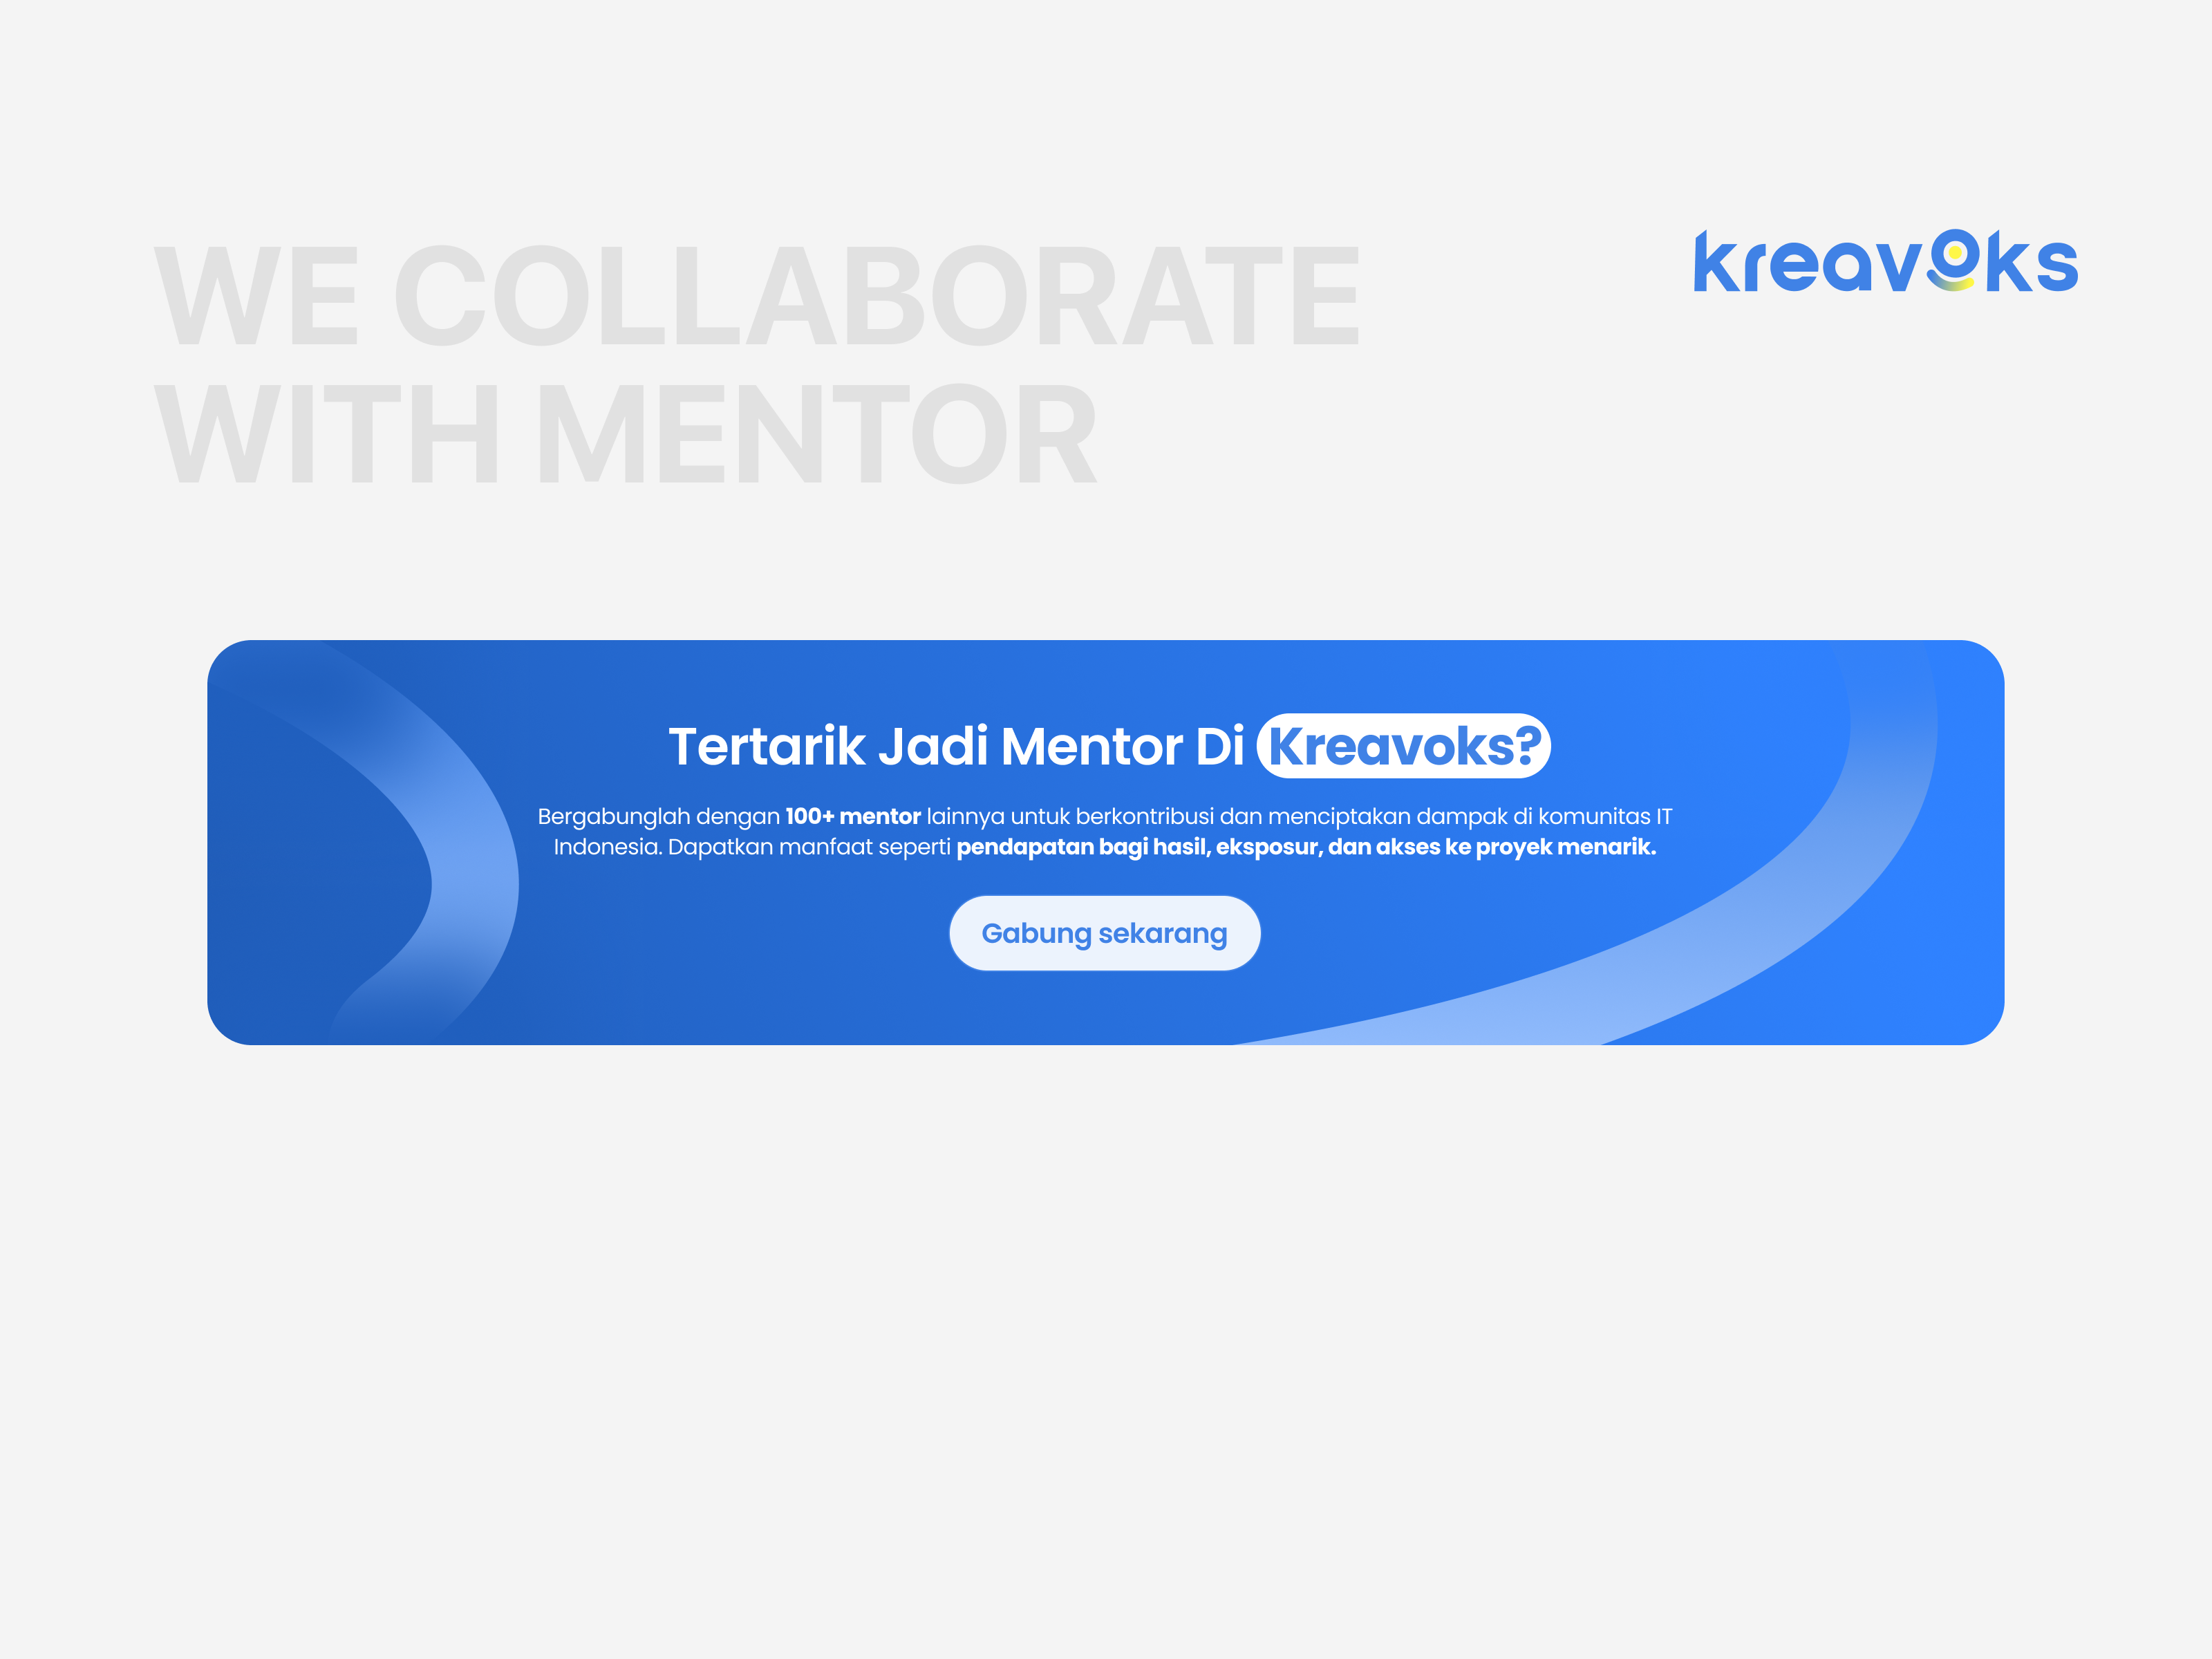 WE COLLABORATE
WITH MENTOR
kreavoks
Tertarik Jadi Mentor Di Kreavoks?
Bergabunglah dengan 100+ mentor lainnya untuk berkontribusi dan menciptakan dampak di komunitas IT
Indonesia. Dapatkan manfaat seperti pendapatan bagi hasil, eksposur, dan akses ke proyek menarik.
Gabung sekarang